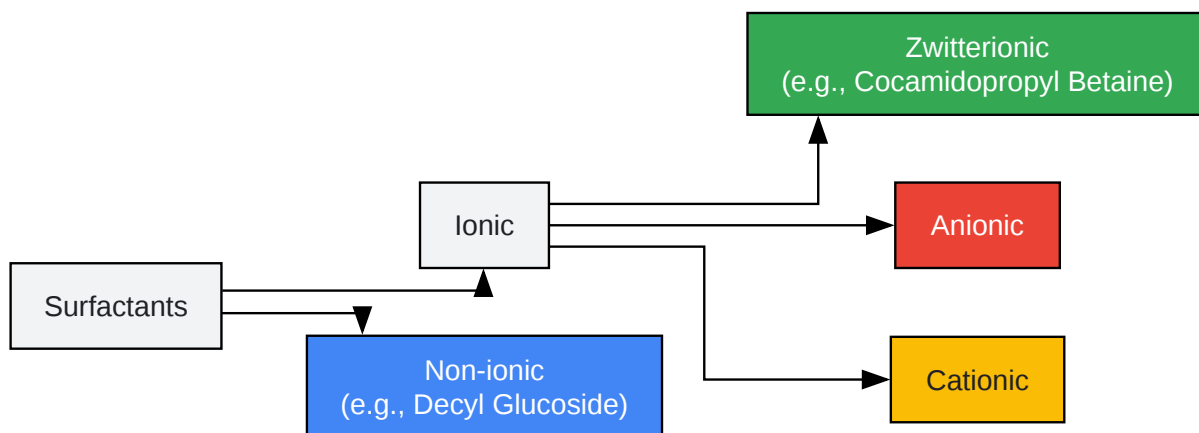 Zwitterionic
(e.g., Cocamidopropyl Betaine)
Ionic
Anionic
Surfactants
Non-ionic
(e.g., Decyl Glucoside)
Cationic